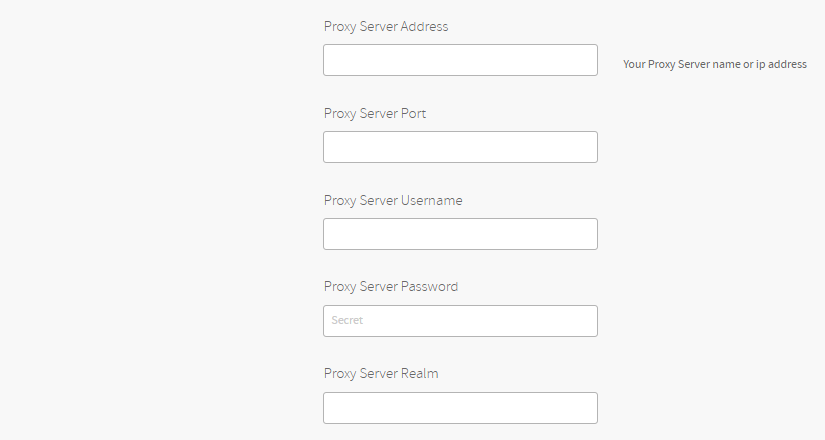 Proxy Server Address
Your Proxy Server name or ip address
Proxy Server Port
Proxy Server Username
Proxy Server Password
Secret
Proxy Server Realm